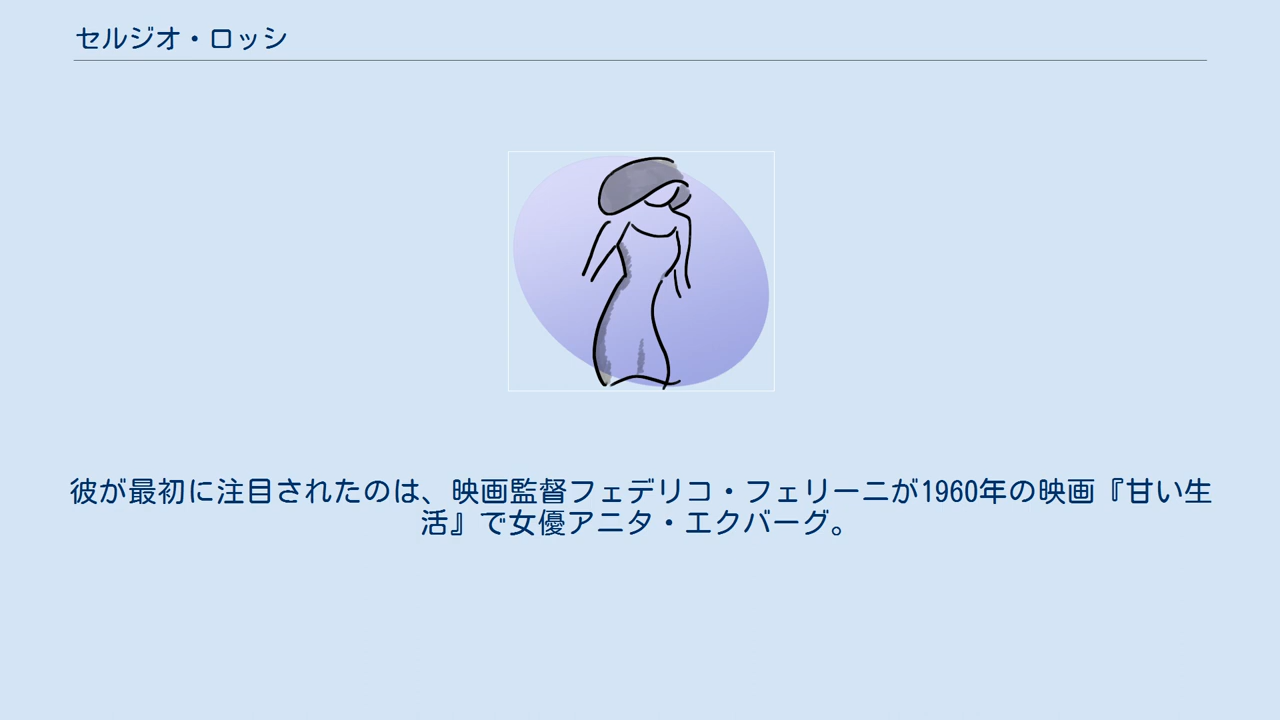 セルジオ・ロッシ
彼が最初に注目されたのは、映画監督フェデリコ・フェリーニが1960年の映画『甘い生
活』で女優アニタ・エクバーグ。